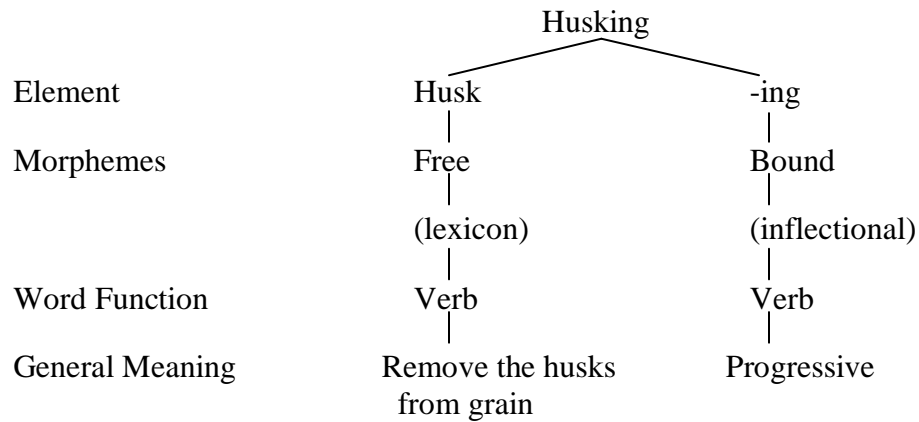 Husking
Element Husk -ing
Morphemes Free Bound
(lexicon) (inflectional)
Word Function Verb Verb
General Meaning Remove the husks Progressive
from grain